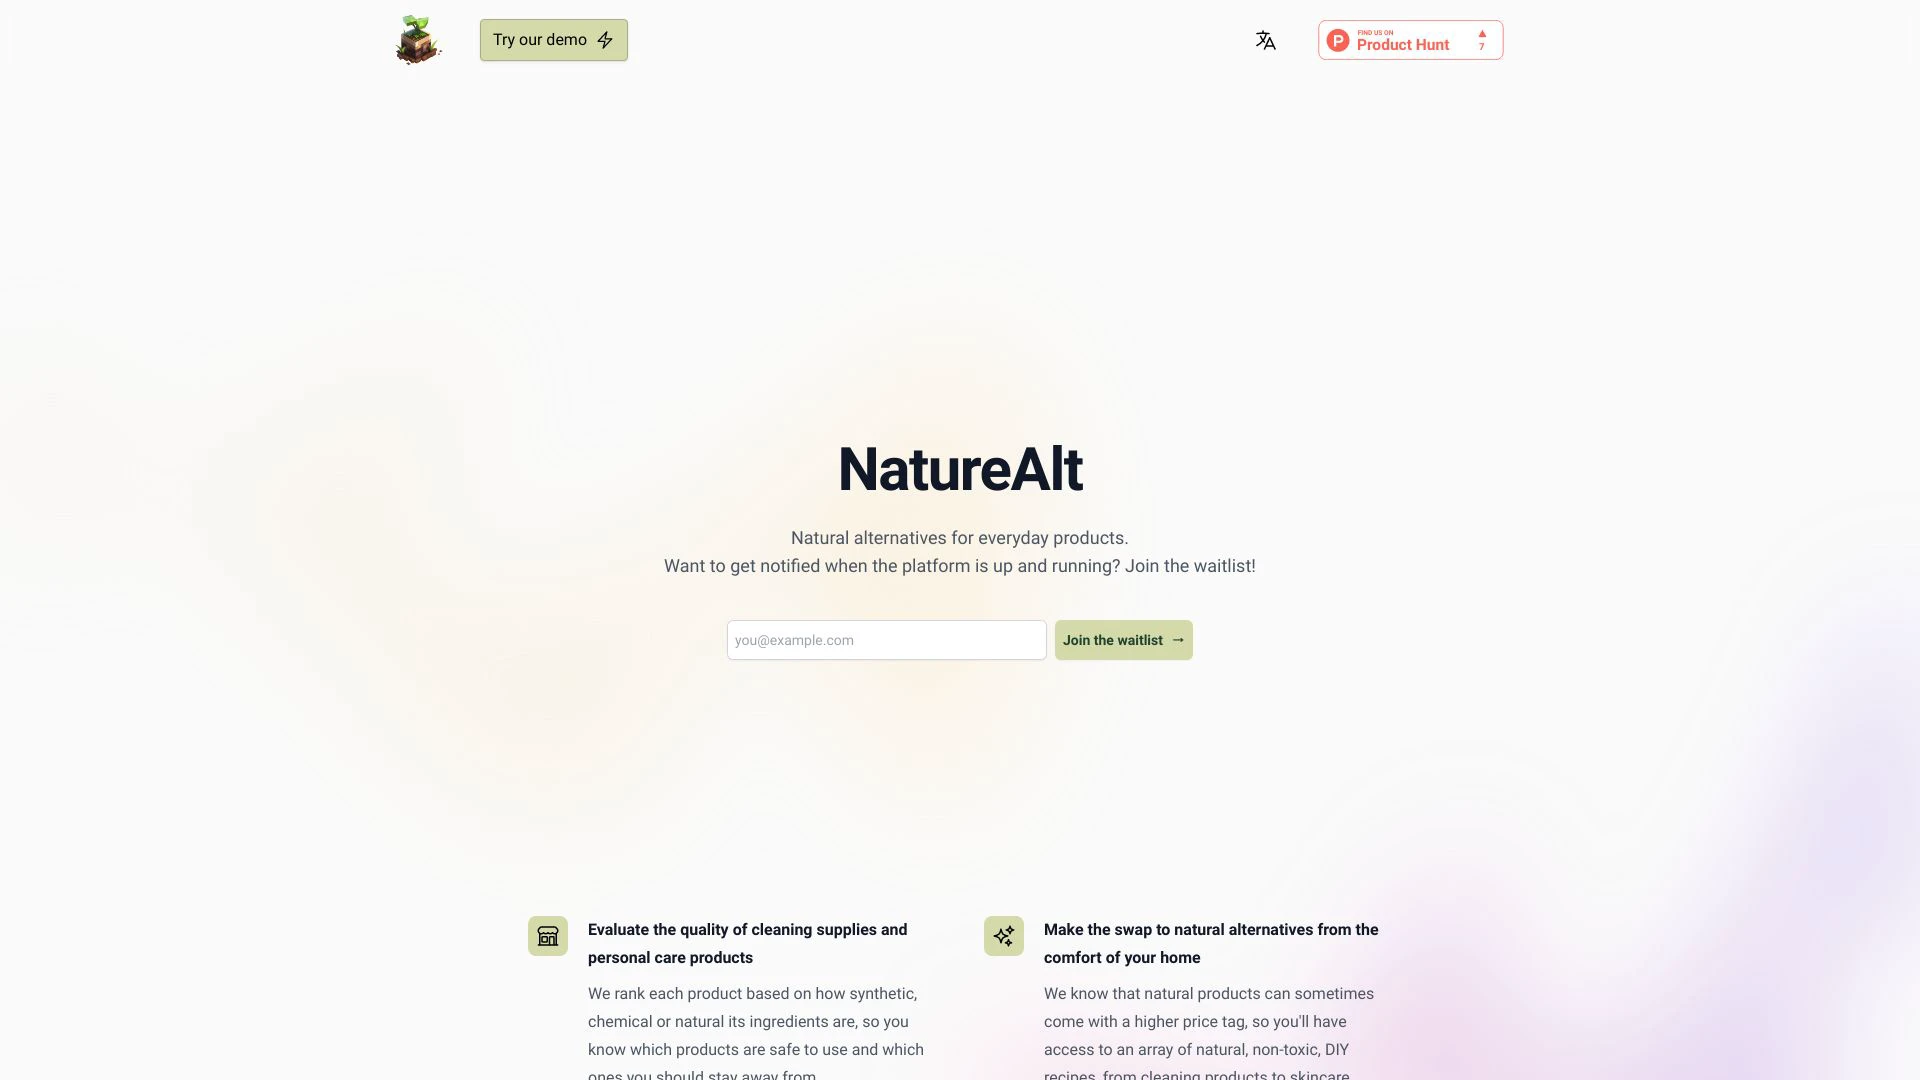 Try our demo
FIND US ON
Product Hunt
7
NatureAlt
Natural alternatives for everyday products.
Want to get notified when the platform is up and running? Join the waitlist!
you@example.com
Join the waitlist →
Evaluate the quality of cleaning supplies and
personal care products
We rank each product based on how synthetic,
chemical or natural its ingredients are, so you
know which products are safe to use and which
ones you should stay away from.
Make the swap to natural alternatives from the
comfort of your home
We know that natural products can sometimes
come with a higher price tag, so you'll have
access to an array of natural, non-toxic, DIY
recipes, from cleaning products to skincare